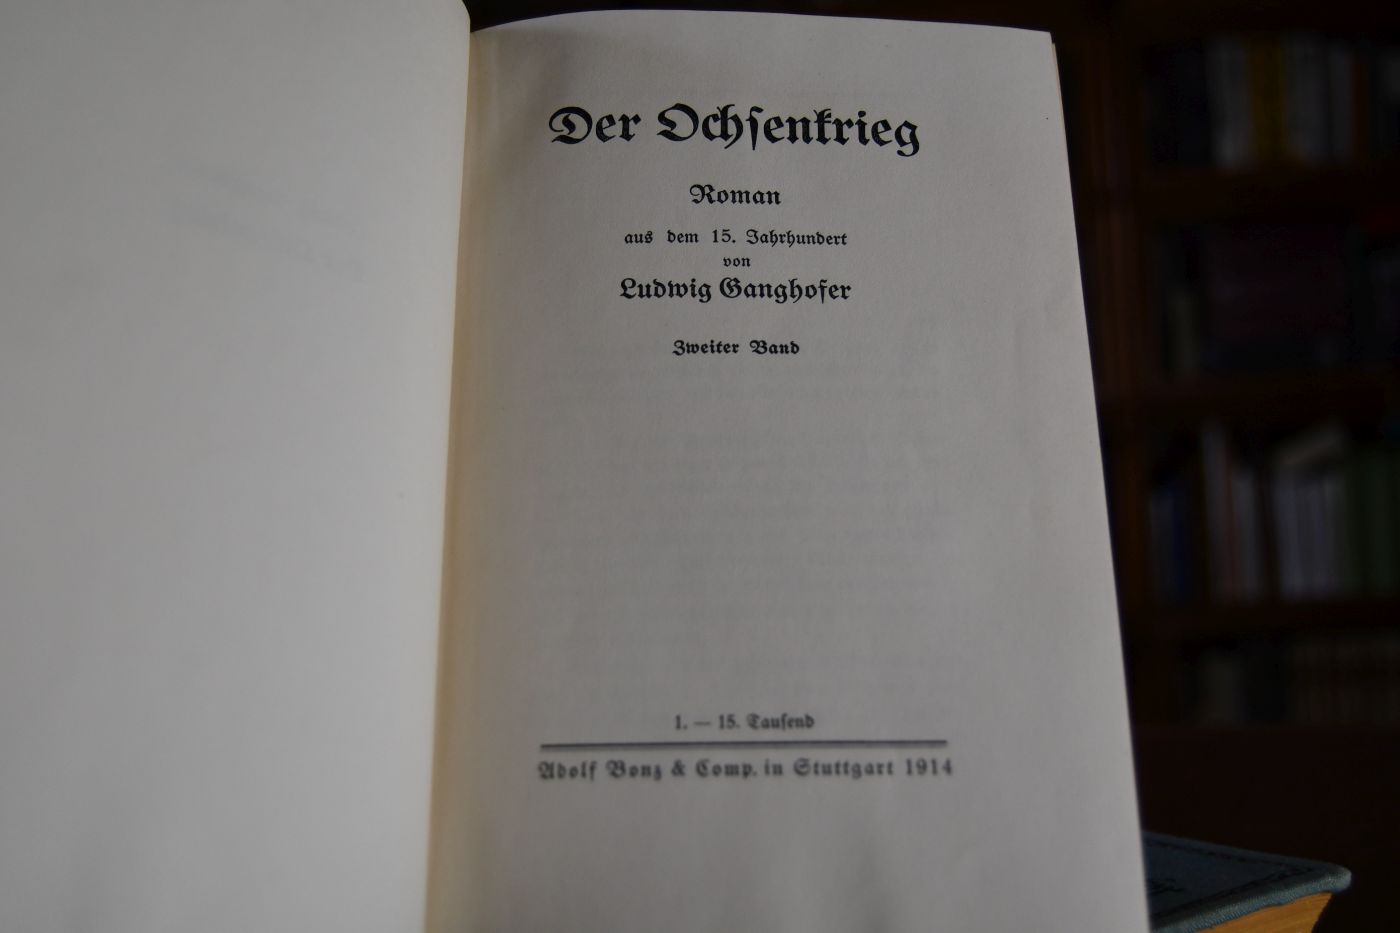 Der Ochſenkrieg
Roman
aus dem 15. Jahrhundert
von
Ludwig Ganghofer
Zweiter Band
1. — 15. Tauſend
Adolf Bonz & Comp. in Stuttgart 1914